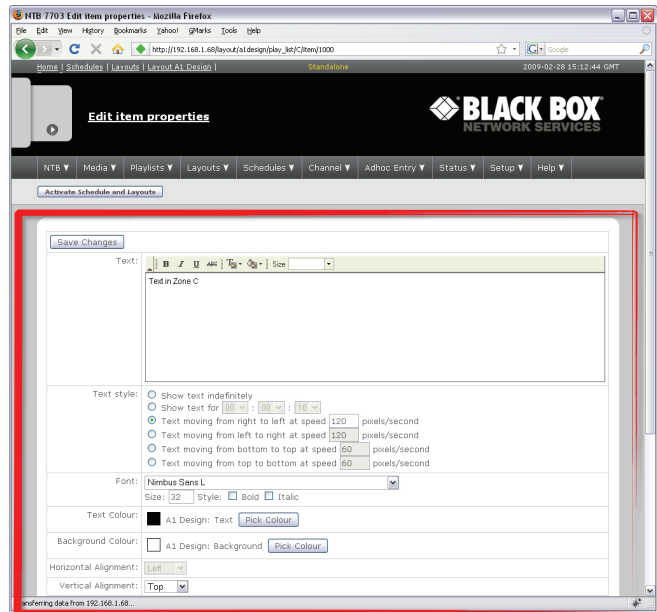 NTB 7703 Edit item properties - Mozilla Firefox
File Edit View History Bookmarks Yahoo! GMarks Tools Help
http://192.168.1.68/layout/a1design/play_list/C/item/1000
G Google
Home | Schedules | Layouts | Layout A1 Design | Standalone 2009-02-28 15:12:44 GMT
Edit item properties
BLACK BOX
NETWORK SERVICES
NTB Media Playlists Layouts Schedules Channel Adhoc Entry Status Setup Help
Activate Schedule and Layouts
Save Changes
Text:
B I U ABC T Size
Text in Zone C
Text style:
Show text indefinitely
Show text for 00 : 00 : 10
Text moving from right to left at speed 120 pixels/second
Text moving from left to right at speed 120 pixels/second
Text moving from bottom to top at speed 60 pixels/second
Text moving from top to bottom at speed 60 pixels/second
Font: Nimbus Sans L
Size: 32 Style: Bold Italic
Text Colour: A1 Design: Text Pick Colour
Background Colour: A1 Design: Background Pick Colour
Horizontal Alignment: Left
Vertical Alignment: Top
ansferring data from 192.168.1.68...